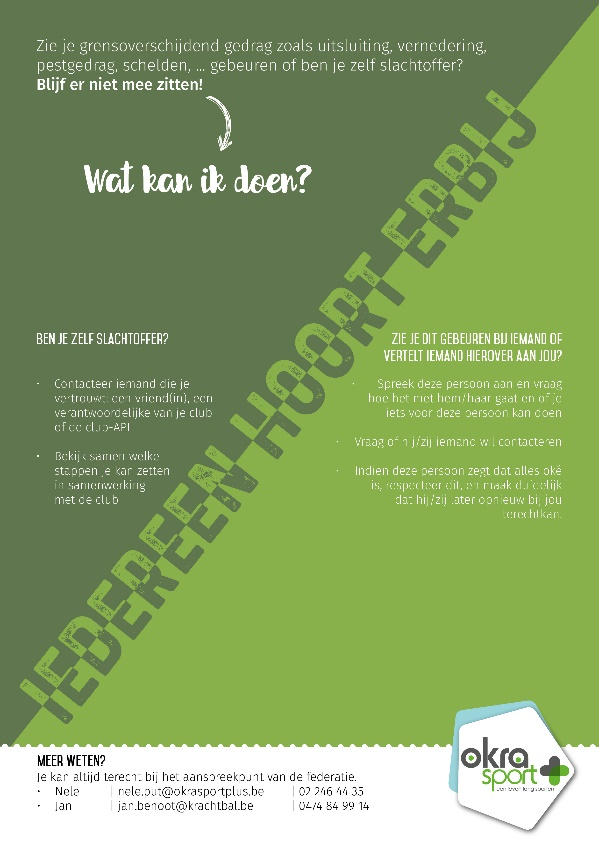 Zie je grensoverschijdend gedrag zoals uitsluiting, vernedering,
pestgedrag, schelden, ... gebeuren of ben je zelf slachtoffer?
Blijf er niet mee zitten!
Wat kan ik doen?
IEDEREEN HOORT ERBIJ
BEN JE ZELF SLACHTOFFER?
• Contacteer iemand die je
vertrouwt: een vriend(in), een
verantwoordelijke van je club
of de club-API.
• Bekijk samen welke
stappen je kan zetten
in samenwerking
met de club
ZIE JE DIT GEBEUREN BIJ IEMAND OF
VERTELT IEMAND HIEROVER AAN JOU?
• Spreek deze persoon aan en vraag
hoe het met hem/haar gaat en of je
iets voor deze persoon kan doen
• Vraag of hij/zij iemand wil contacteren
• Indien deze persoon zegt dat alles oké
is, respecteer dit, en maak duidelijk
dat hij/zij later opnieuw bij jou
terechtkan.
MEER WETEN?
Je kan altijd terecht bij het aanspreekpunt van de federatie.
• Nele | nele.put@okrasportplus.be | 02 246 44 35
• Jan | jan.benoot@krachtbal.be | 0474 84 99 14
okra
sport+
een leven lang sporten